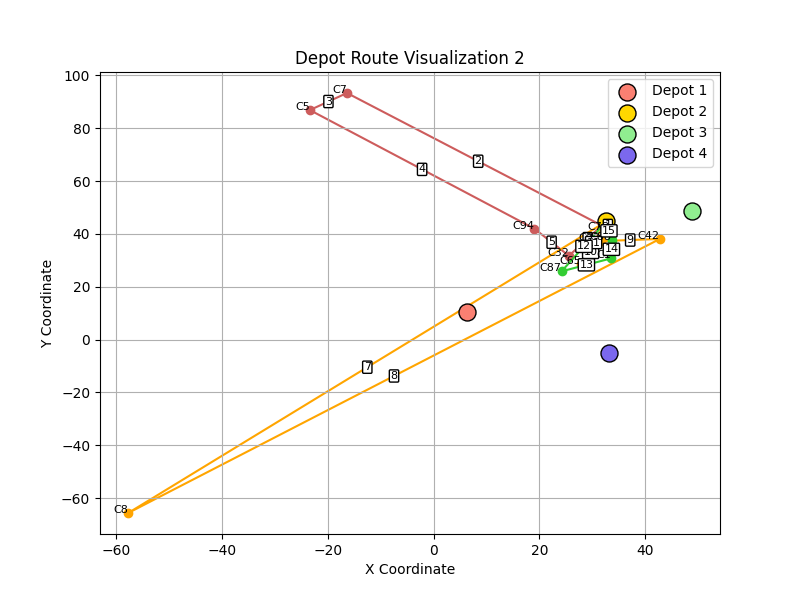 Depot Route Visualization 2
Depot 1
Depot 2
Depot 3
Depot 4
Y Coordinate
100
80
60
40
20
0
−20
−40
−60
C7
C5
3
2
4
C94
5
15
9
C42
12
14
13
C87
7
8
C8
−60
−40
−20
0
20
40
X Coordinate